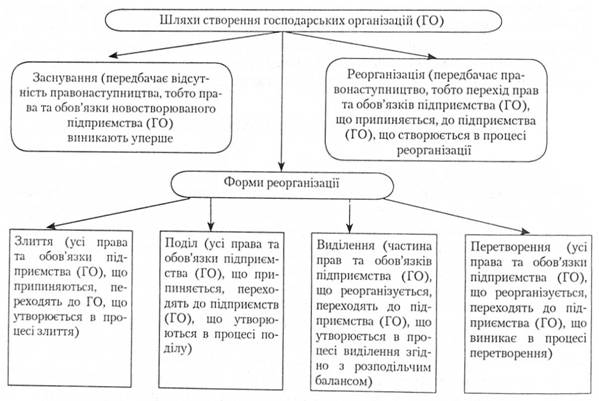 Шляхи створення господарських організацій (ГО)
Заснування (передбачає відсут-
ність правонаступництва, тобто пра-
ва та обов'язки новостворюваного
підприємства (ГО)
виникають уперше
Реорганізація (передбачає пра-
вонаступництво, тобто перехід прав
та обов'язків підприємства (ГО),
що припиняється, до підприємства
(ГО), що створюється в процесі
реорганізації
Форми реорганізації
Злиття (усі права
та обов'язки під-
приємства (ГО), що
припиняються, пе-
реходять до ГО, що
утворюється в про-
цесі злиття)
Поділ (усі права та
обов'язки підприєм-
ства (ГО), що при-
пиняється, перехо-
дять до підприємств
(ГО), що утворю-
ються в процесі по-
ділу)
Виділення (частина
прав та обов'язків
підприємства (ГО),
що реорганізується,
переходять до під-
приємства (ГО), що
утворюється в про-
цесі виділення згід-
но з розподільчим
балансом)
Перетворення (усі
права та обов'язки
підприємства (ГО),
що реорганізується,
переходять до під-
приємства (ГО), що
виникає в процесі
перетворення)